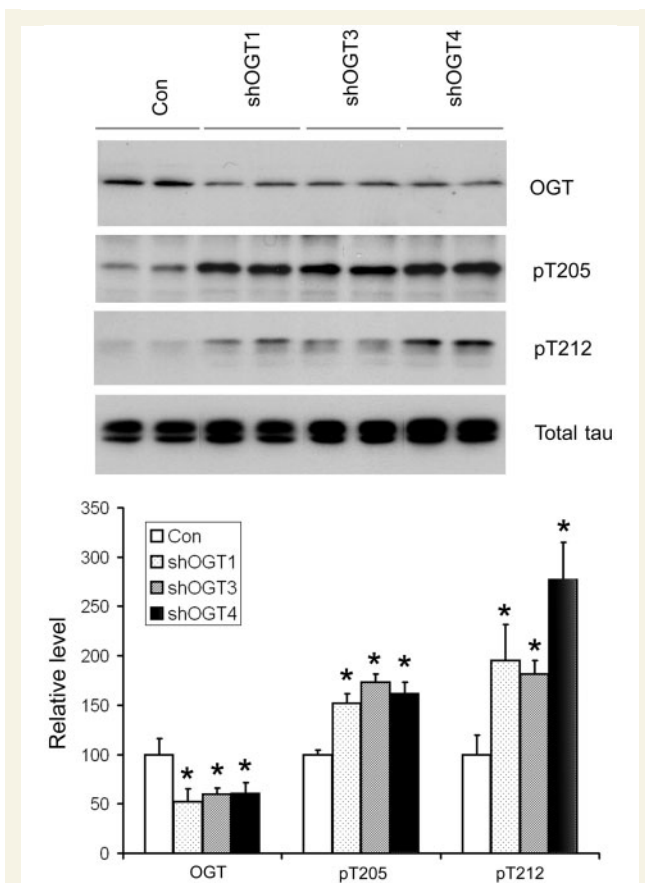 Con
shOGT1
shOGT3
shOGT4
OGT
pT205
pT212
Total tau
Relative level
350
300
250
200
150
100
50
0
Con
shOGT1
shOGT3
shOGT4
* * *
* * *
* * *
OGT pT205 pT212